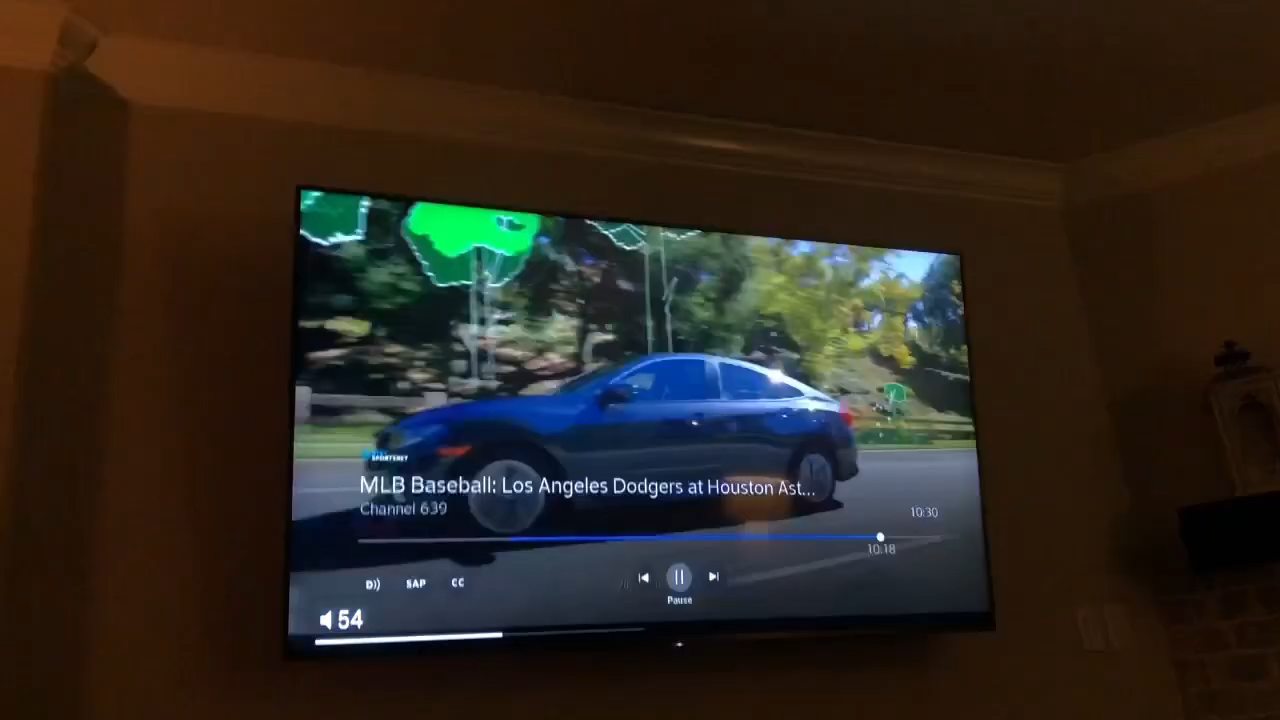 SPORTSNET
MLB Baseball: Los Angeles Dodgers at Houston Ast...
Channel 639
10:30
10:18
D)) SAP CC
Pause
54